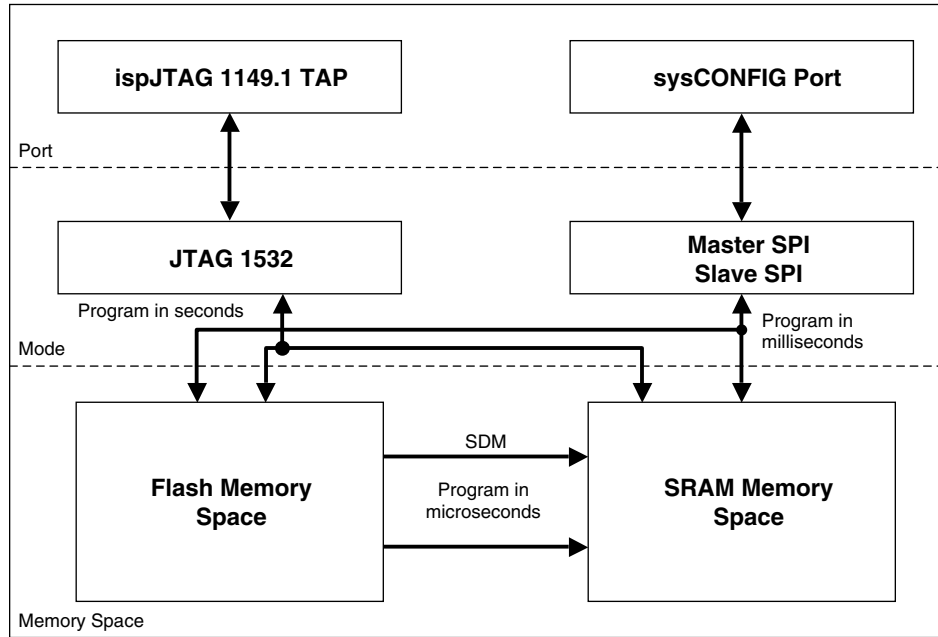 ispJTAG 1149.1 TAP
sysCONFIG Port
Port
JTAG 1532
Master SPI
Slave SPI
Program in seconds
Program in
milliseconds
Mode
SDM
Flash Memory
Space
Program in
microseconds
SRAM Memory
Space
Memory Space